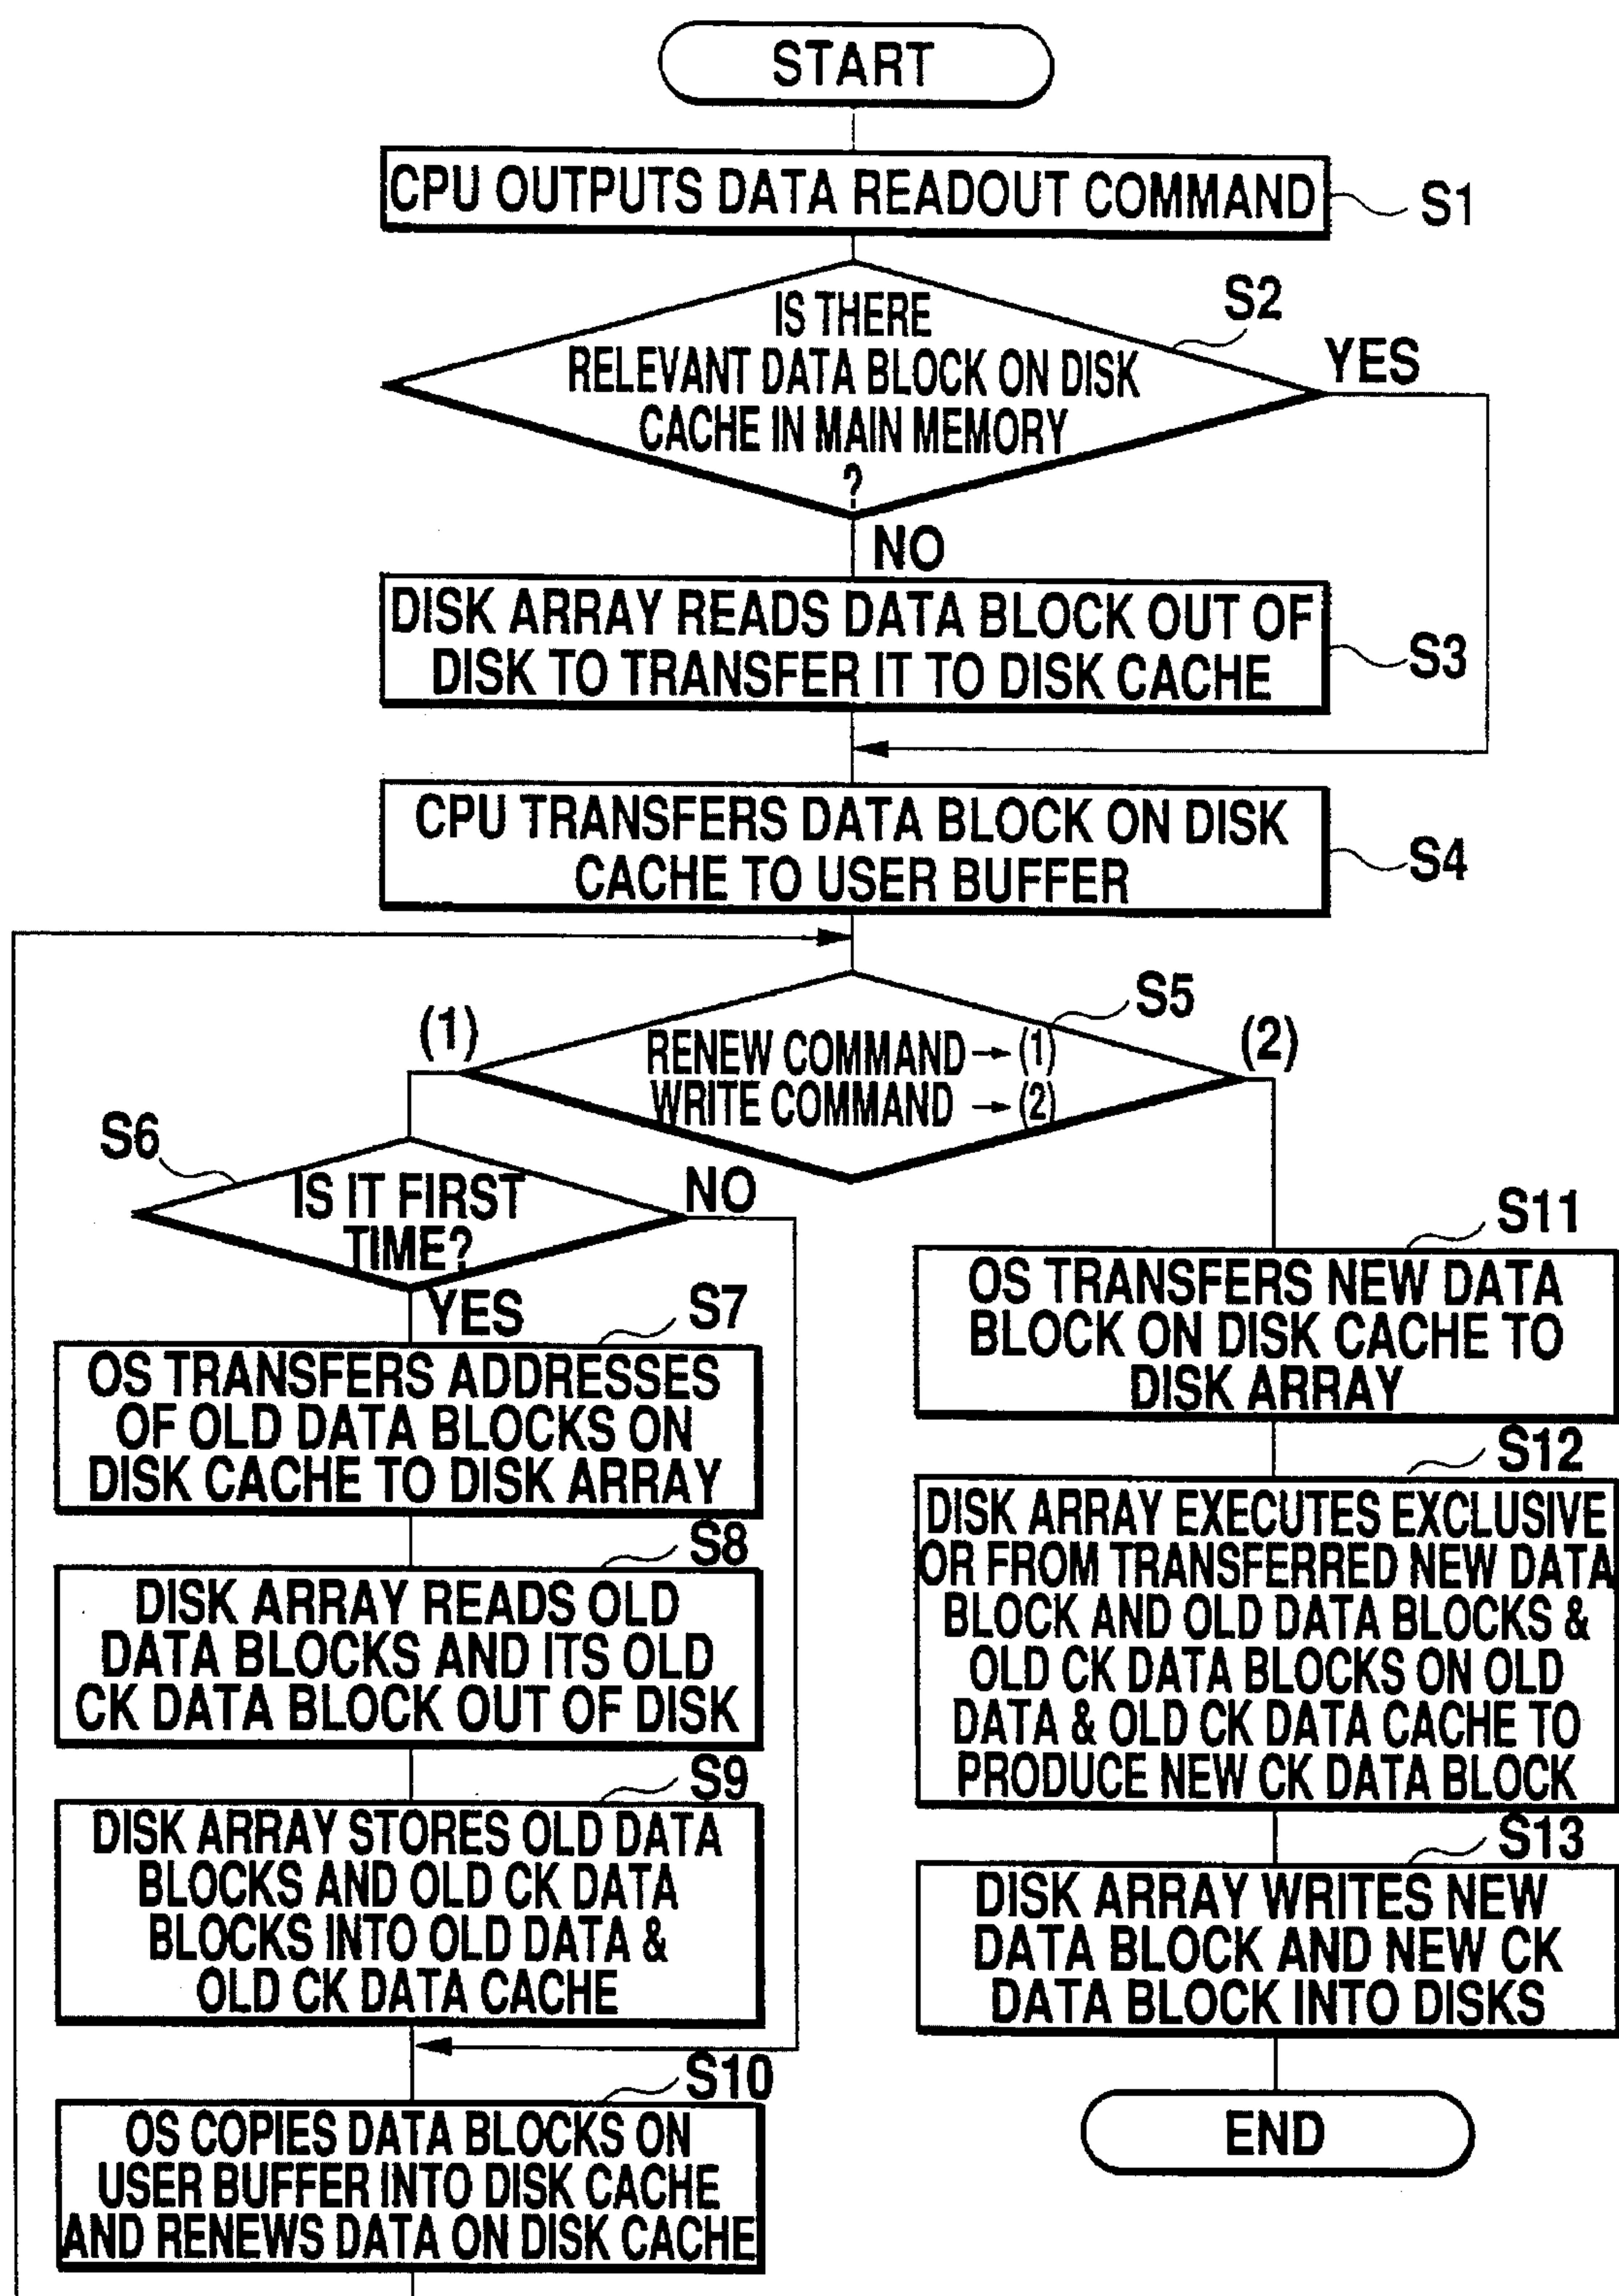 START
CPU OUTPUTS DATA READOUT COMMAND
S1
S2
IS THERE
RELEVANT DATA BLOCK ON DISK
CACHE IN MAIN MEMORY
?
YES
NO
DISK ARRAY READS DATA BLOCK OUT OF
DISK TO TRANSFER IT TO DISK CACHE
S3
CPU TRANSFERS DATA BLOCK ON DISK
CACHE TO USER BUFFER
S4
S5
(1)
RENEW COMMAND → (1)
WRITE COMMAND → (2)
(2)
S6
IS IT FIRST
TIME?
NO
YES
S7
OS TRANSFERS ADDRESSES
OF OLD DATA BLOCKS ON
DISK CACHE TO DISK ARRAY
S8
DISK ARRAY READS OLD
DATA BLOCKS AND ITS OLD
CK DATA BLOCK OUT OF DISK
S9
DISK ARRAY STORES OLD DATA
BLOCKS AND OLD CK DATA
BLOCKS INTO OLD DATA &
OLD CK DATA CACHE
S10
OS COPIES DATA BLOCKS ON
USER BUFFER INTO DISK CACHE
AND RENEWS DATA ON DISK CACHE
S11
OS TRANSFERS NEW DATA
BLOCK ON DISK CACHE TO
DISK ARRAY
S12
DISK ARRAY EXECUTES EXCLUSIVE
OR FROM TRANSFERRED NEW DATA
BLOCK AND OLD DATA BLOCKS &
OLD CK DATA BLOCKS ON OLD
DATA & OLD CK DATA CACHE TO
PRODUCE NEW CK DATA BLOCK
S13
DISK ARRAY WRITES NEW
DATA BLOCK AND NEW CK
DATA BLOCK INTO DISKS
END